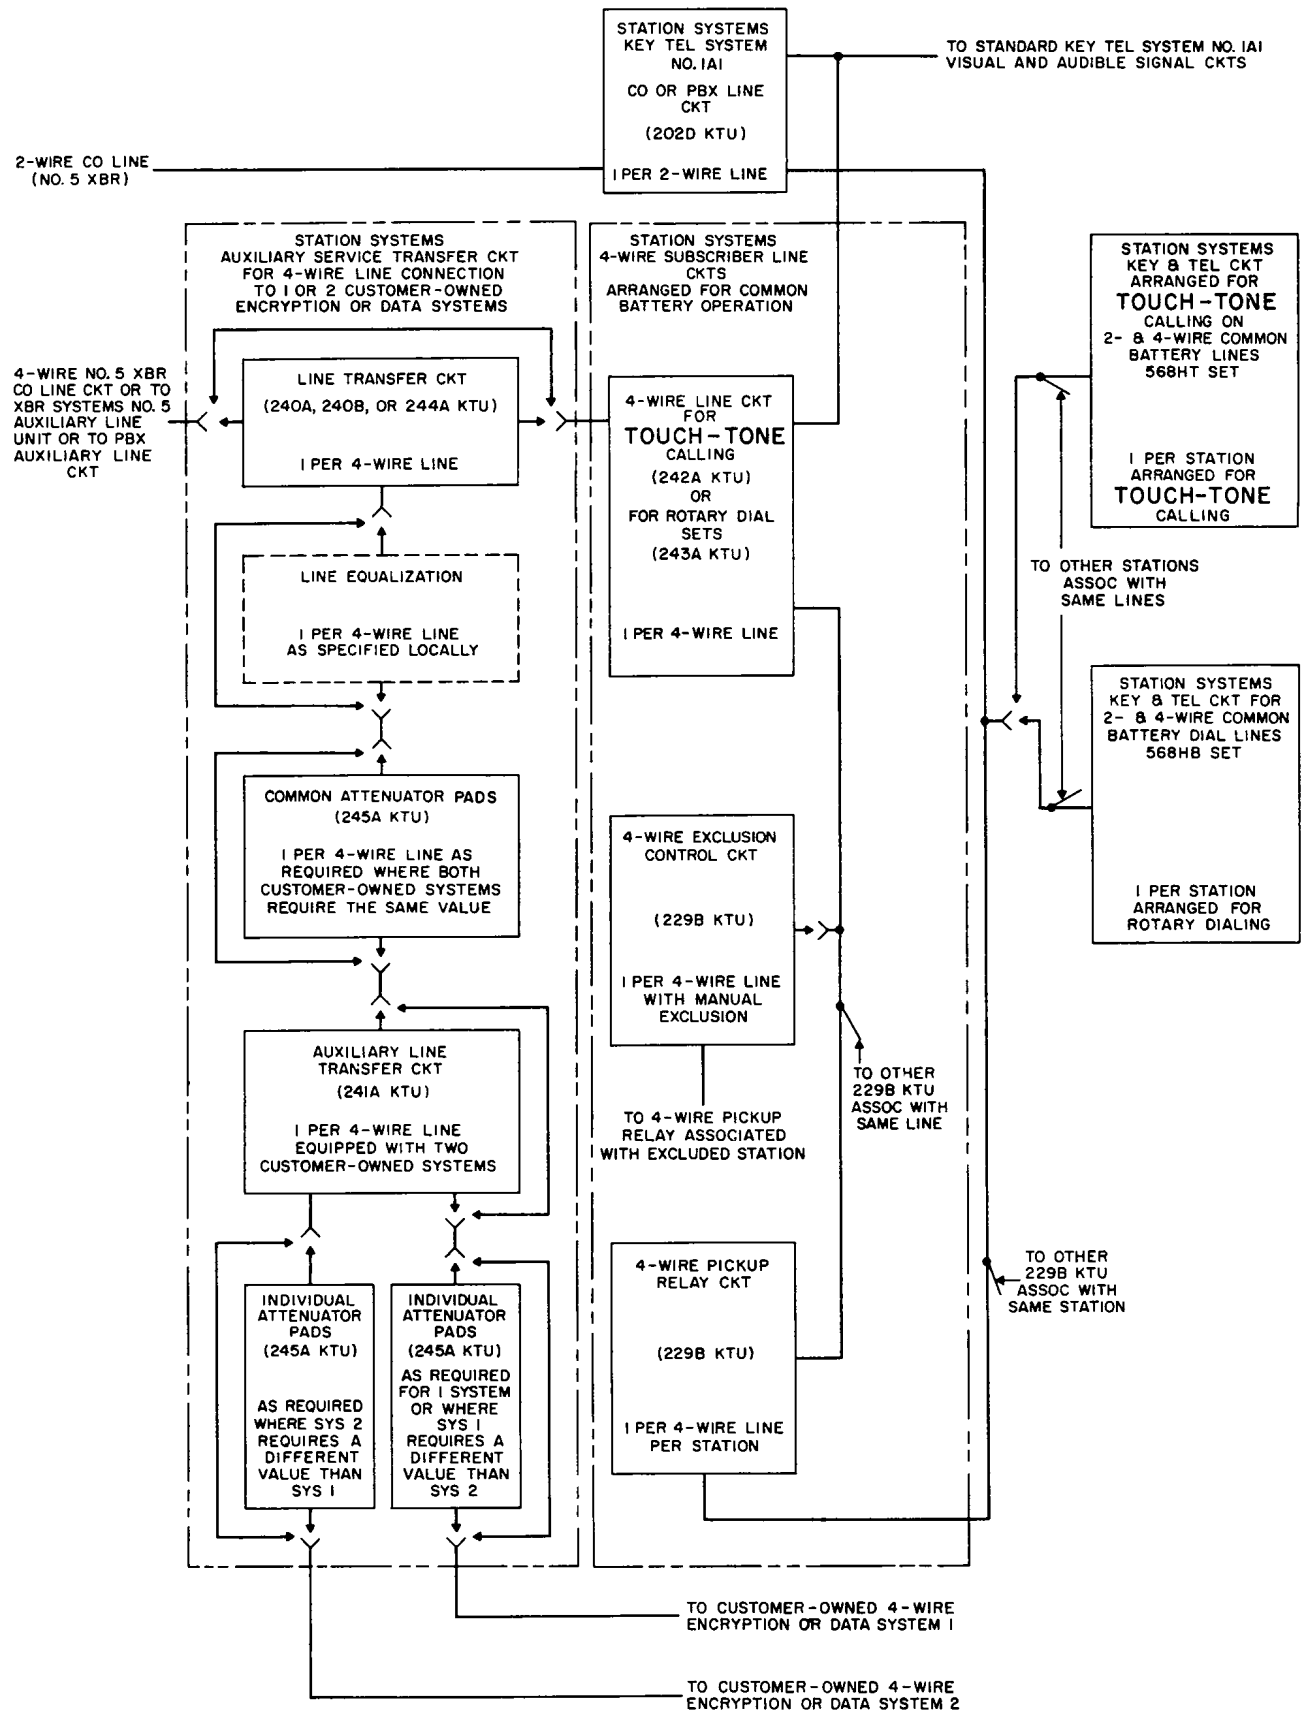 STATION SYSTEMS
KEY TEL SYSTEM
NO. 1A1
CO OR PBX LINE
CKT
(202D KTU)
1 PER 2-WIRE LINE
TO STANDARD KEY TEL SYSTEM NO. 1A1
VISUAL AND AUDIBLE SIGNAL CKTS
2-WIRE CO LINE
(NO. 5 XBR)
STATION SYSTEMS
AUXILIARY SERVICE TRANSFER CKT
FOR 4-WIRE LINE CONNECTION
TO 1 OR 2 CUSTOMER-OWNED
ENCRYPTION OR DATA SYSTEMS
4-WIRE NO. 5 XBR
CO LINE CKT OR TO
XBR SYSTEMS NO. 5
AUXILIARY LINE
UNIT OR TO PBX
AUXILIARY LINE
CKT
LINE TRANSFER CKT
(240A, 240B, OR 244A KTU)
1 PER 4-WIRE LINE
LINE EQUALIZATION
1 PER 4-WIRE LINE
AS SPECIFIED LOCALLY
COMMON ATTENUATOR PADS
(245A KTU)
1 PER 4-WIRE LINE AS
REQUIRED WHERE BOTH
CUSTOMER-OWNED SYSTEMS
REQUIRE THE SAME VALUE
AUXILIARY LINE
TRANSFER CKT
(241A KTU)
1 PER 4-WIRE LINE
EQUIPPED WITH TWO
CUSTOMER-OWNED SYSTEMS
INDIVIDUAL
ATTENUATOR
PADS
(245A KTU)
AS REQUIRED
WHERE SYS 2
REQUIRES A
DIFFERENT
VALUE THAN
SYS 1
INDIVIDUAL
ATTENUATOR
PADS
(245A KTU)
AS REQUIRED
FOR 1 SYSTEM
OR WHERE
SYS 1
REQUIRES A
DIFFERENT
VALUE THAN
SYS 2
STATION SYSTEMS
4-WIRE SUBSCRIBER LINE
CKTS
ARRANGED FOR COMMON
BATTERY OPERATION
4-WIRE LINE CKT
FOR
TOUCH-TONE
CALLING
(242A KTU)
OR
FOR ROTARY DIAL
SETS
(243A KTU)
1 PER 4-WIRE LINE
4-WIRE EXCLUSION
CONTROL CKT
(229B KTU)
1 PER 4-WIRE LINE
WITH MANUAL
EXCLUSION
TO OTHER
229B KTU
ASSOC WITH
SAME LINE
TO 4-WIRE PICKUP
RELAY ASSOCIATED
WITH EXCLUDED STATION
4-WIRE PICKUP
RELAY CKT
(229B KTU)
1 PER 4-WIRE LINE
PER STATION
STATION SYSTEMS
KEY & TEL CKT
ARRANGED FOR
TOUCH-TONE
CALLING ON
2- & 4-WIRE COMMON
BATTERY LINES
568HT SET
1 PER STATION
ARRANGED FOR
TOUCH-TONE
CALLING
TO OTHER STATIONS
ASSOC WITH
SAME LINES
STATION SYSTEMS
KEY & TEL CKT FOR
2- & 4-WIRE COMMON
BATTERY DIAL LINES
568HB SET
1 PER STATION
ARRANGED FOR
ROTARY DIALING
TO OTHER
229B KTU
ASSOC WITH
SAME STATION
TO CUSTOMER-OWNED 4-WIRE
ENCRYPTION OR DATA SYSTEM 1
TO CUSTOMER-OWNED 4-WIRE
ENCRYPTION OR DATA SYSTEM 2